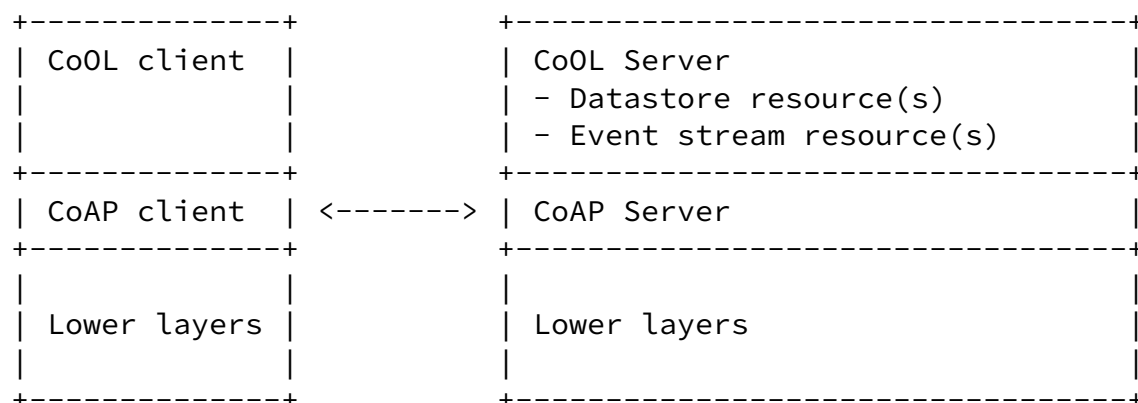 +--------------+            +---------------------------------+
| CoOL client  |            | CoOL Server                     |
|              |            | - Datastore resource(s)         |
|              |            | - Event stream resource(s)      |
+--------------+            +---------------------------------+
| CoAP client  | <-------> | CoAP Server                     |
+--------------+            +---------------------------------+
|              |            |                                 |
| Lower layers |            | Lower layers                    |
|              |            |                                 |
+--------------+            +---------------------------------+